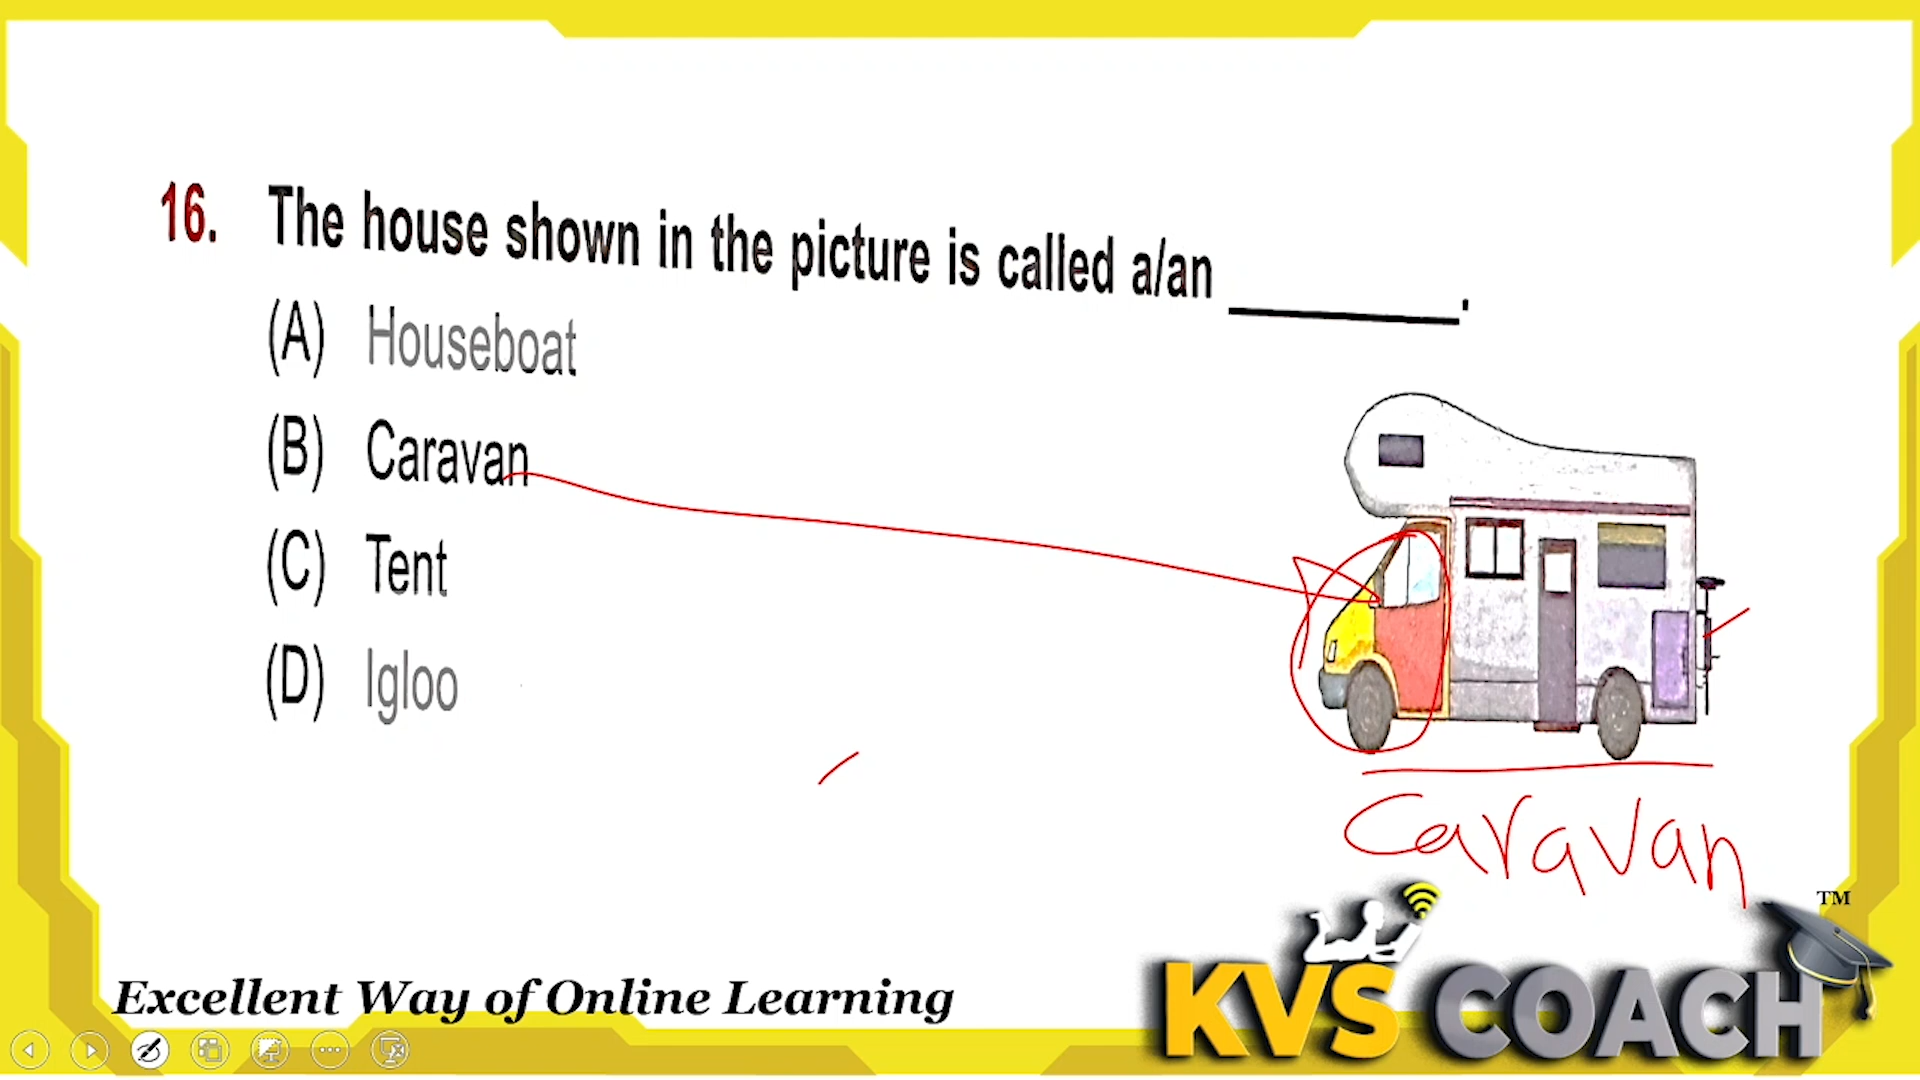 16. The house shown in the picture is called a/an ________.
(A) Houseboat
(B) Caravan
(C) Tent
(D) Igloo
Caravan
TM
KVS COACH
Excellent Way of Online Learning